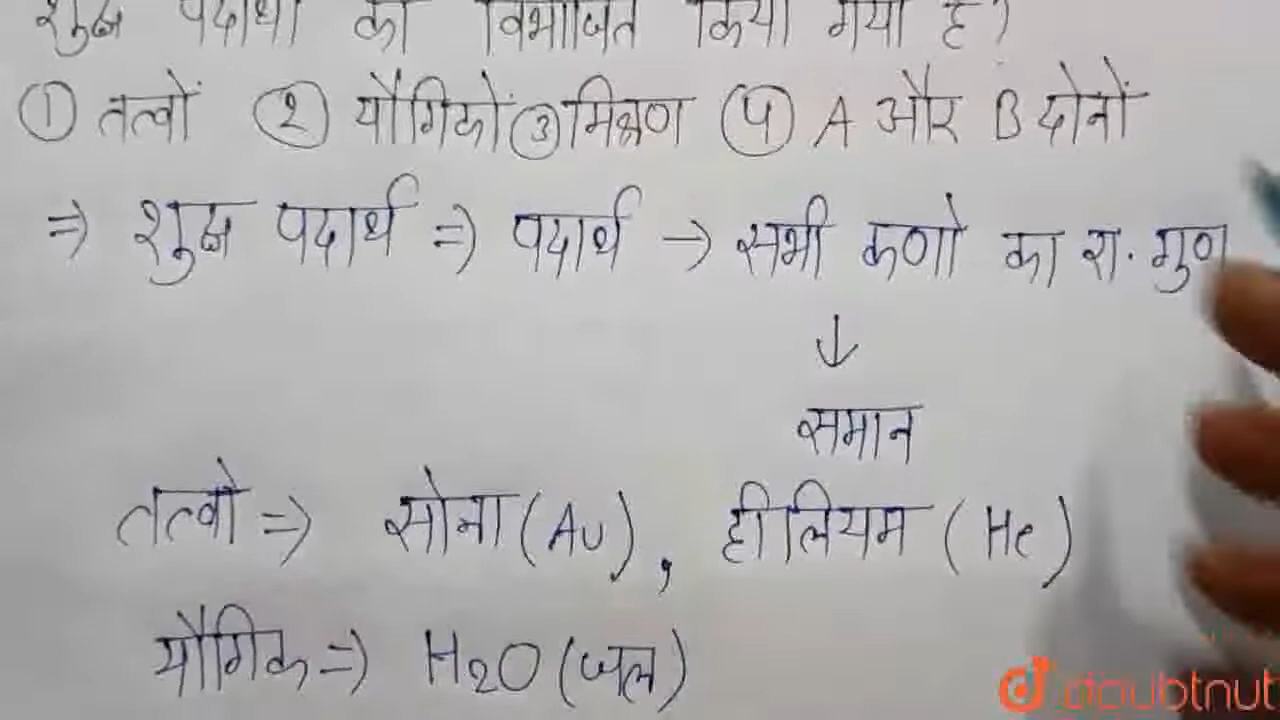 शुद्ध पदार्थों को विभाजित किया गया है?
① तत्वों ② यौगिकों ③ मिश्रण ④ A और B दोनों
⇒ शुद्ध पदार्थ ⇒ पदार्थ → सभी कणो का रा. गुण
↓
समान
तत्वो ⇒ सोना (Au), हीलियम (He)
यौगिक ⇒ H₂O (जल)
doubtnut